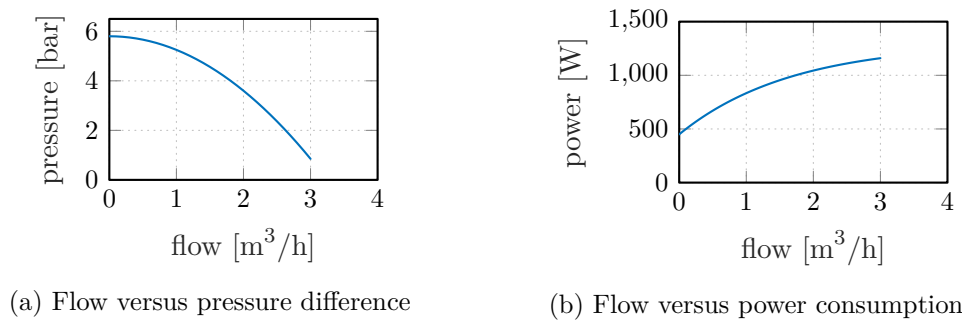 6
4
2
0
0 1 2 3 4
pressure [bar]
flow [m³/h]
(a) Flow versus pressure difference
1,500
1,000
500
0
0 1 2 3 4
power [W]
flow [m³/h]
(b) Flow versus power consumption